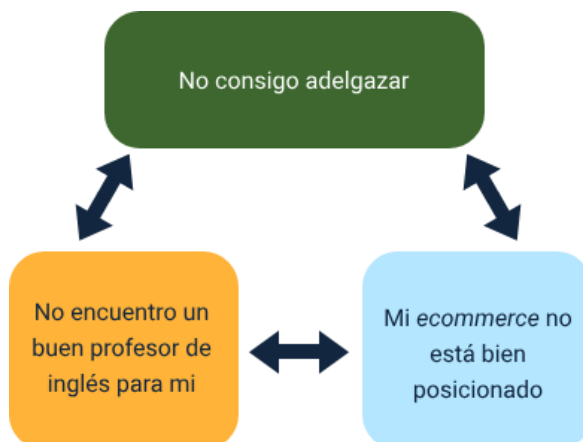 No consigo adelgazar
No encuentro un
buen profesor de
inglés para mi
Mi ecommerce no
está bien
posicionado